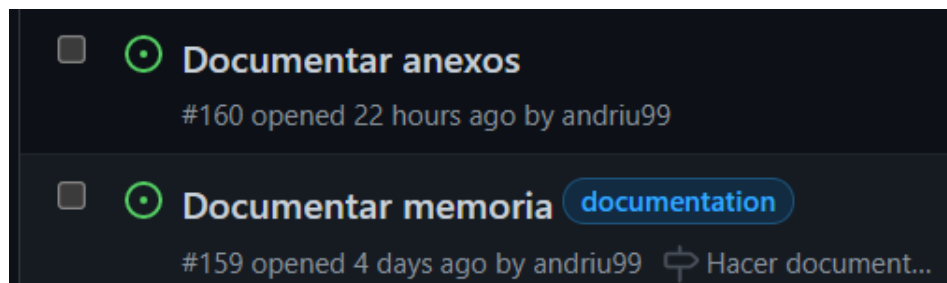 Documentar anexos
#160 opened 22 hours ago by andriu99
Documentar memoria documentation
#159 opened 4 days ago by andriu99 Hacer document...